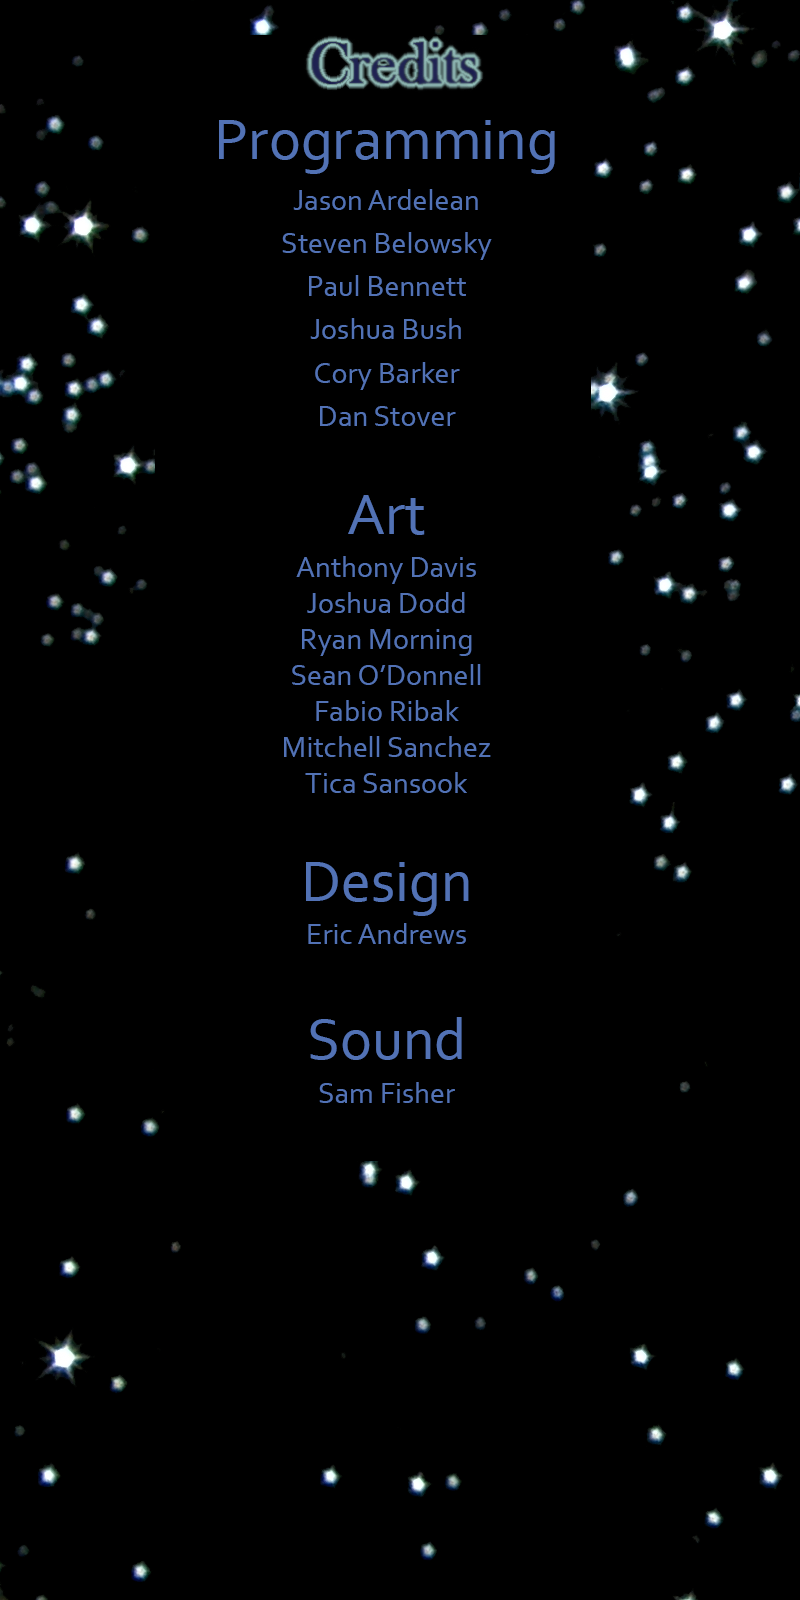 Credits
Programming
Jason Ardelean
Steven Belowsky
Paul Bennett
Joshua Bush
Cory Barker
Dan Stover
Art
Anthony Davis
Joshua Dodd
Ryan Morning
Sean O’Donnell
Fabio Ribak
Mitchell Sanchez
Tica Sansook
Design
Eric Andrews
Sound
Sam Fisher